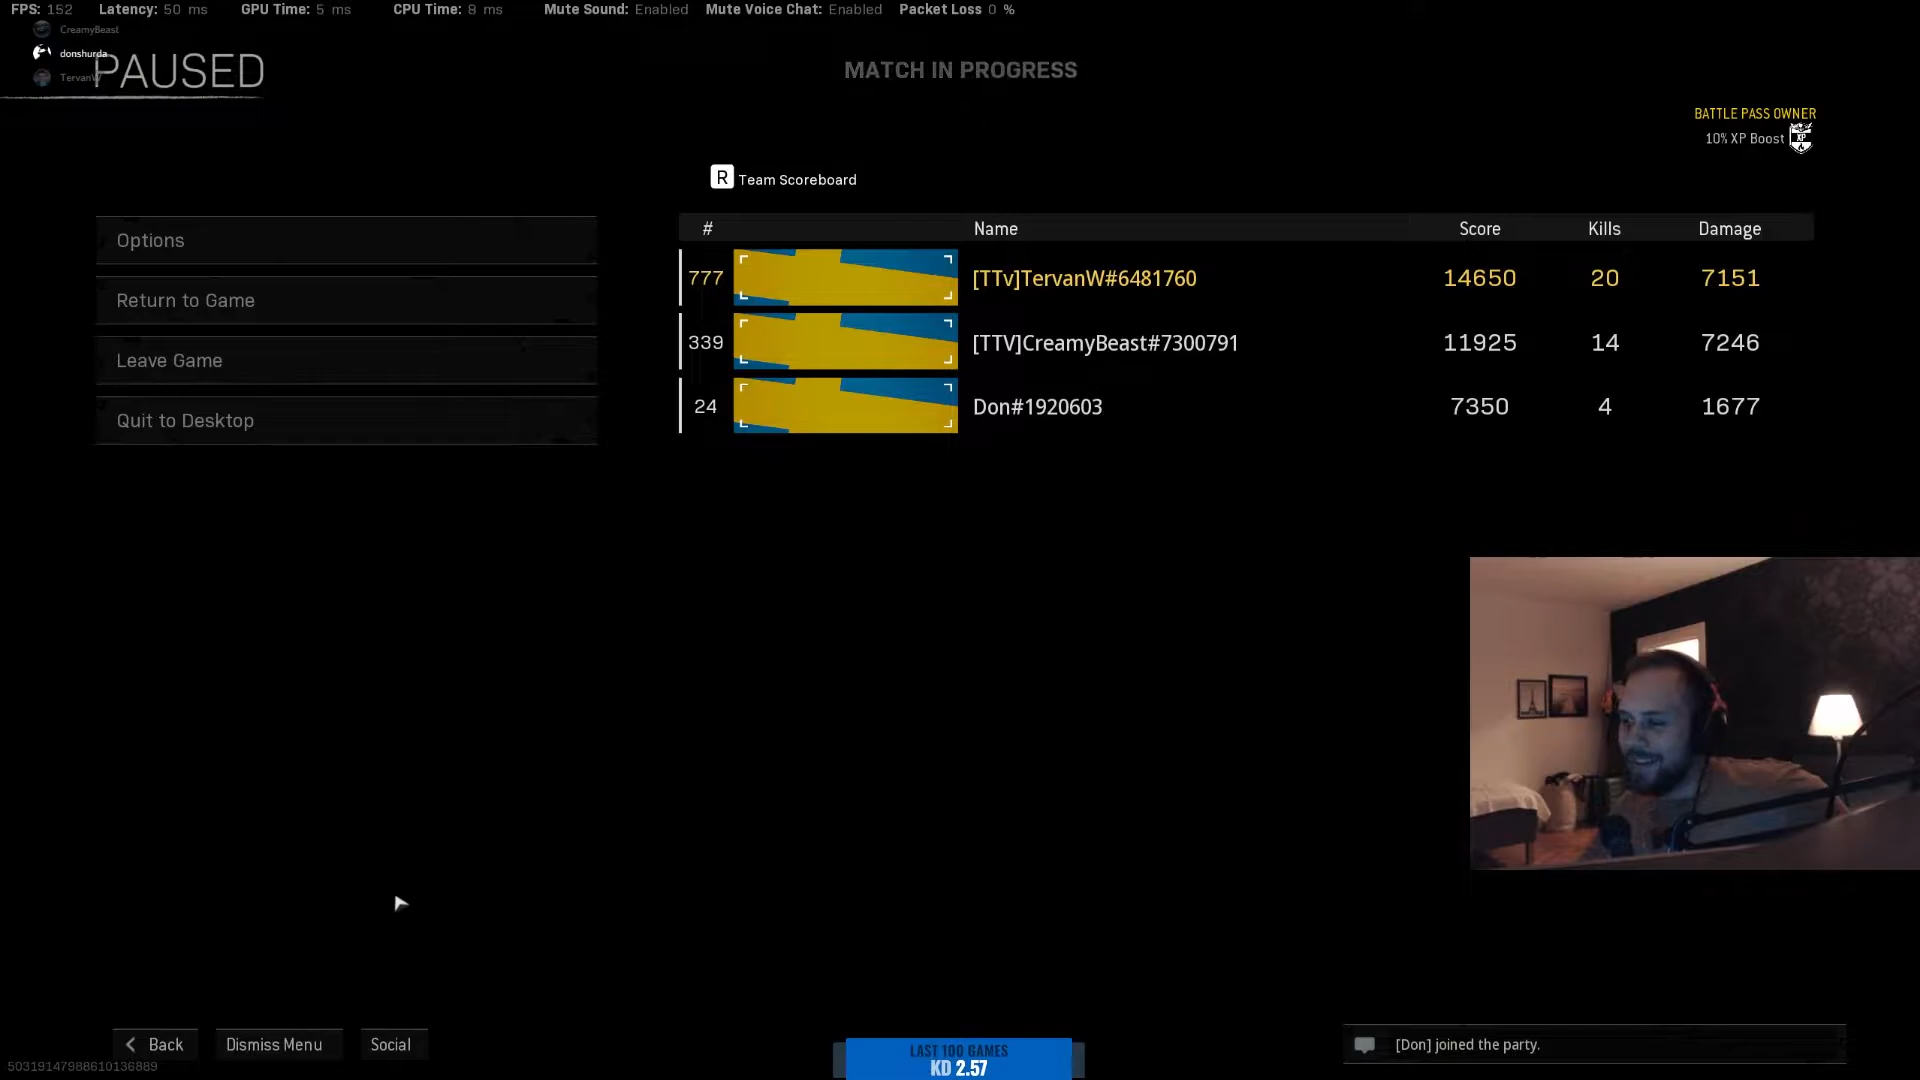 FPS: 152 Latency: 50 ms GPU Time: 5 ms CPU Time: 8 ms Mute Sound: Enabled Mute Voice Chat: Enabled Packet Loss 0 %
CreamyBeast
donshurda
TervanW
PAUSED
MATCH IN PROGRESS
BATTLE PASS OWNER
10% XP Boost XP
R Team Scoreboard
Options
Return to Game
Leave Game
Quit to Desktop
# Name Score Kills Damage
777 [TTv]TervanW#6481760 14650 20 7151
339 [TTV]CreamyBeast#7300791 11925 14 7246
24 Don#1920603 7350 4 1677
Back Dismiss Menu Social
50319147988610136889
LAST 100 GAMES
KD 2.57
[Don] joined the party.